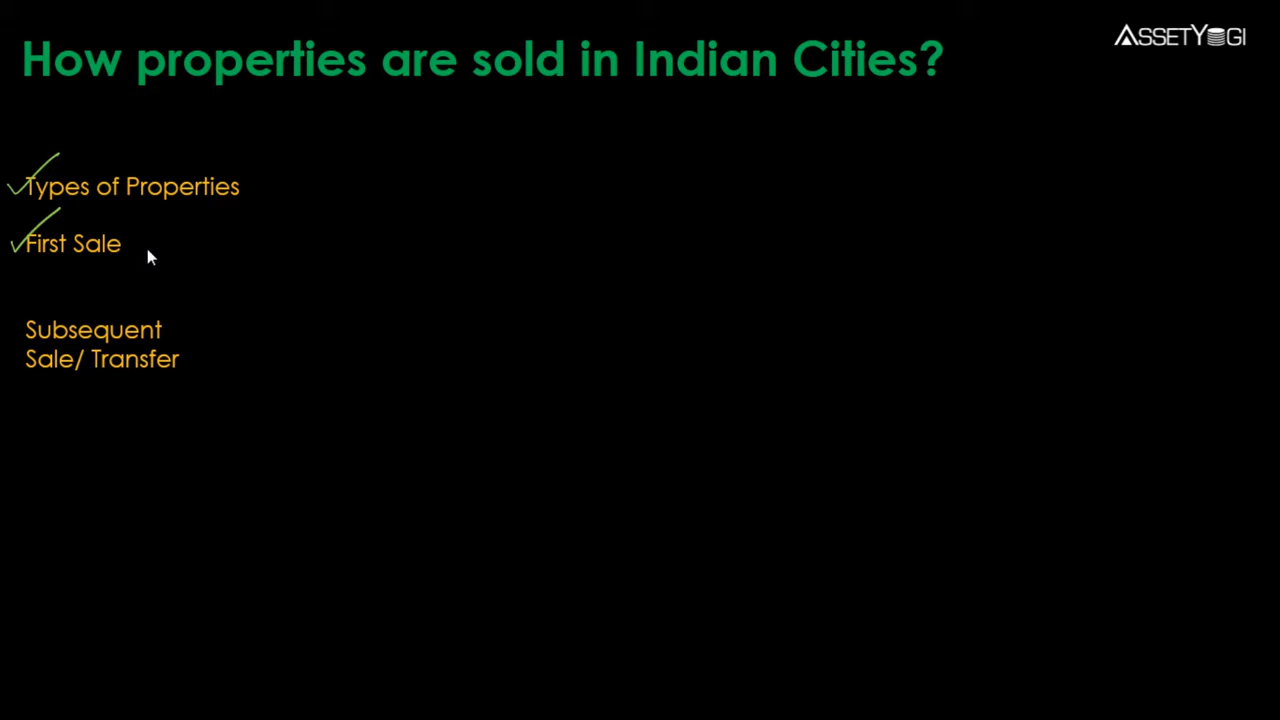 How properties are sold in Indian Cities?
ASSETYOGI
Types of Properties
First Sale
Subsequent
Sale/ Transfer